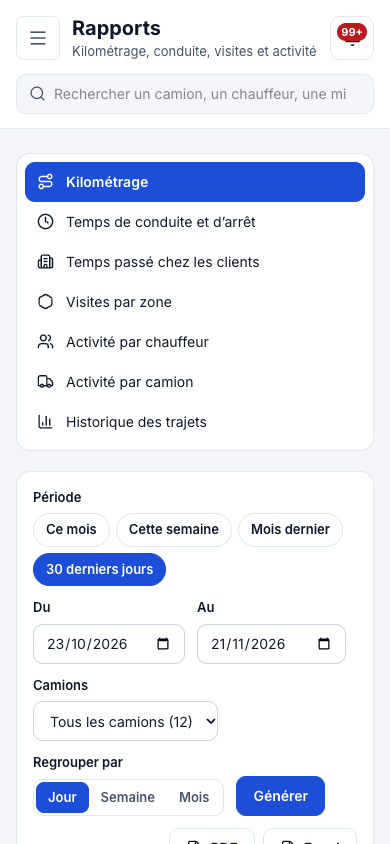 Rapports
Kilométrage, conduite, visites et activité
99+
Rechercher un camion, un chauffeur, une mi
Kilométrage
Temps de conduite et d’arrêt
Temps passé chez les clients
Visites par zone
Activité par chauffeur
Activité par camion
Historique des trajets
Période
Ce mois Cette semaine Mois dernier
30 derniers jours
Du Au
23/10/2026 21/11/2026
Camions
Tous les camions (12)
Regrouper par
Jour Semaine Mois Générer